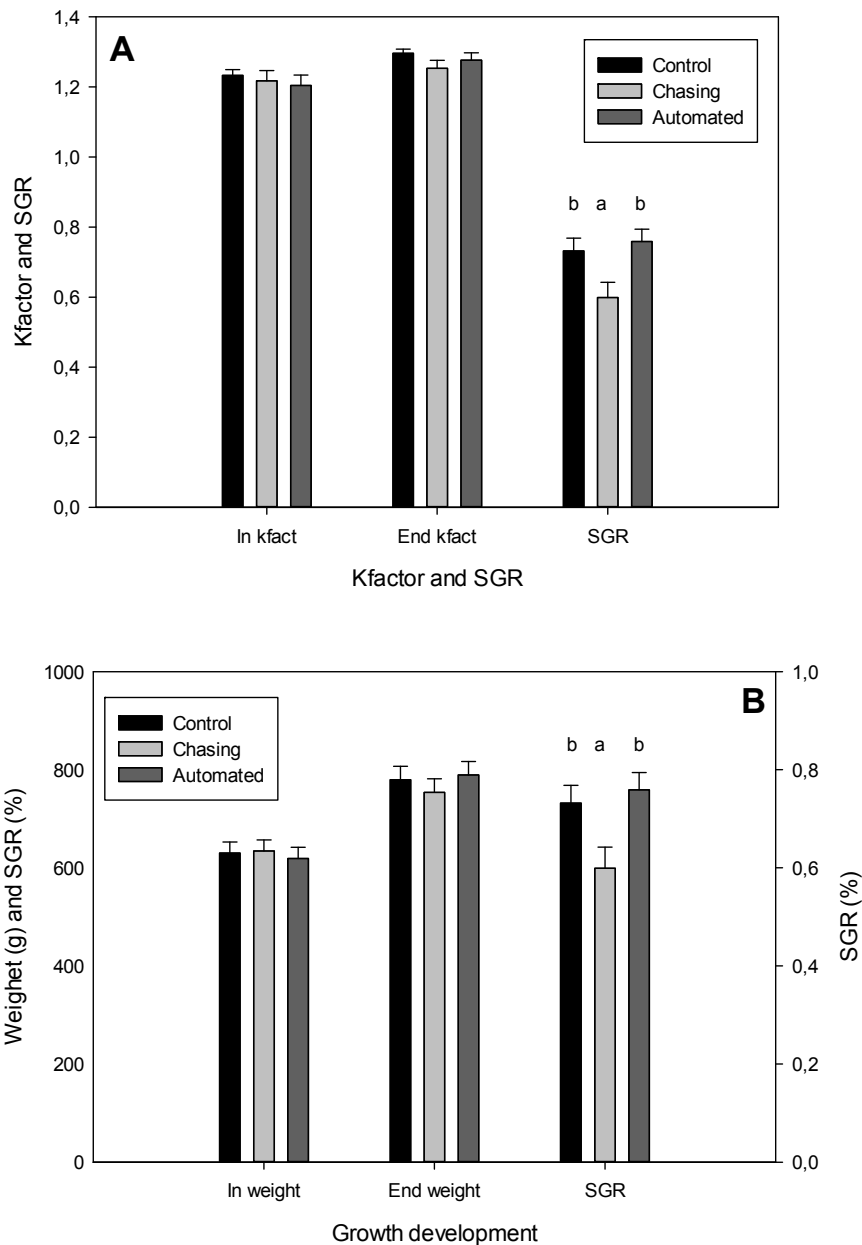 A
Control
Chasing
Automated
1,4
1,2
1,0
0,8
0,6
0,4
0,2
0,0
Kfactor and SGR
b a b
In kfact End kfact SGR
Kfactor and SGR
B
Control
Chasing
Automated
1000
800
600
400
200
0
Weighet (g) and SGR (%)
b a b
1,0
0,8
0,6
0,4
0,2
0,0
SGR (%)
In weight End weight SGR
Growth development